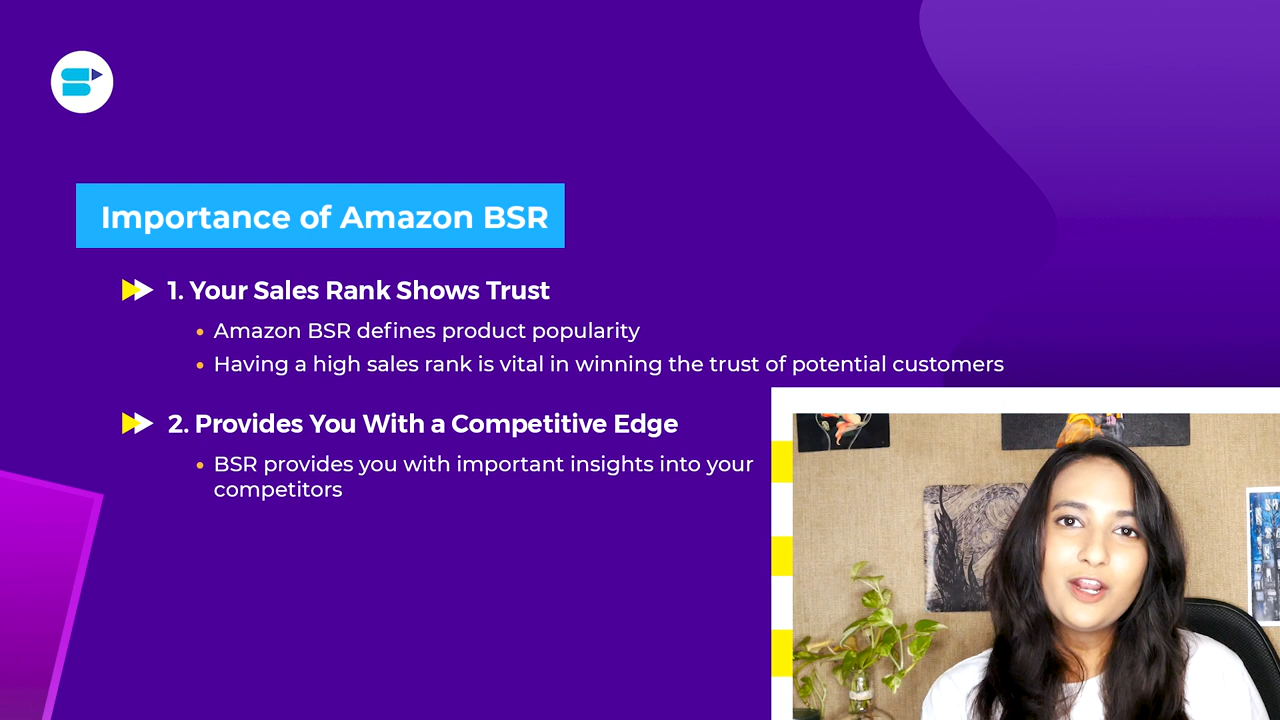 Importance of Amazon BSR
1. Your Sales Rank Shows Trust
• Amazon BSR defines product popularity
• Having a high sales rank is vital in winning the trust of potential customers
2. Provides You With a Competitive Edge
• BSR provides you with important insights into your
competitors